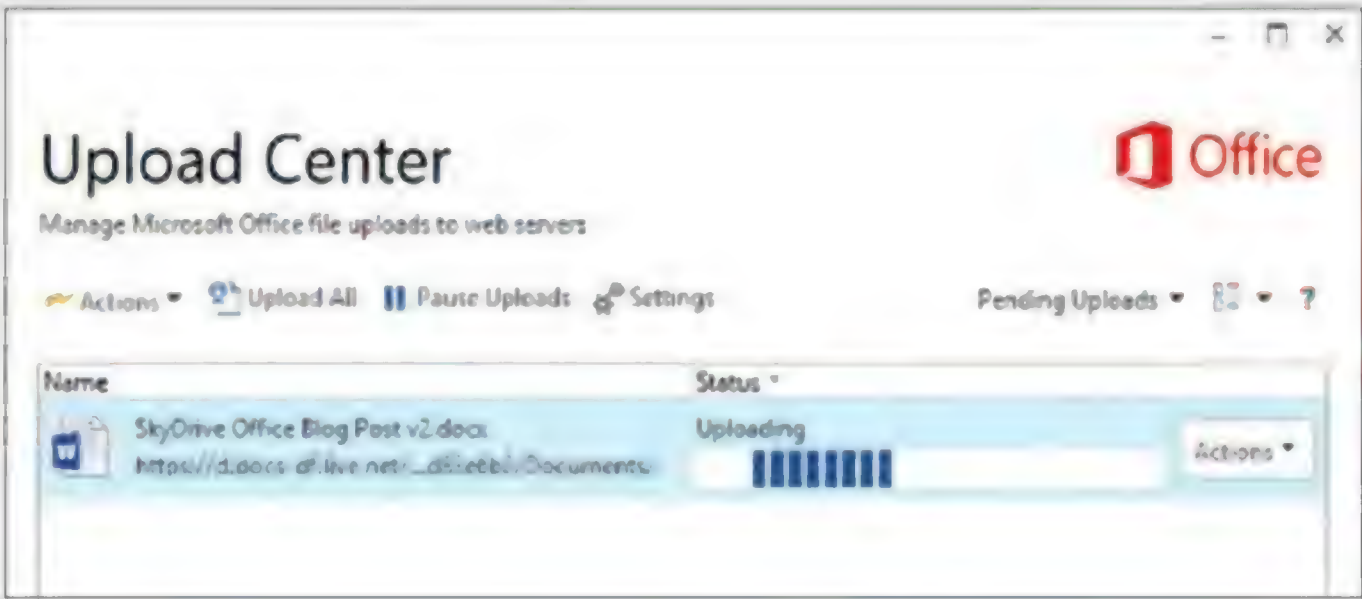 Upload Center
Office
Manage Microsoft Office file uploads to web servers
Actions Upload All Pause Uploads Settings Pending Uploads ?
Name Status
SkyDrive Office Blog Post v2.docx Uploading
Actions